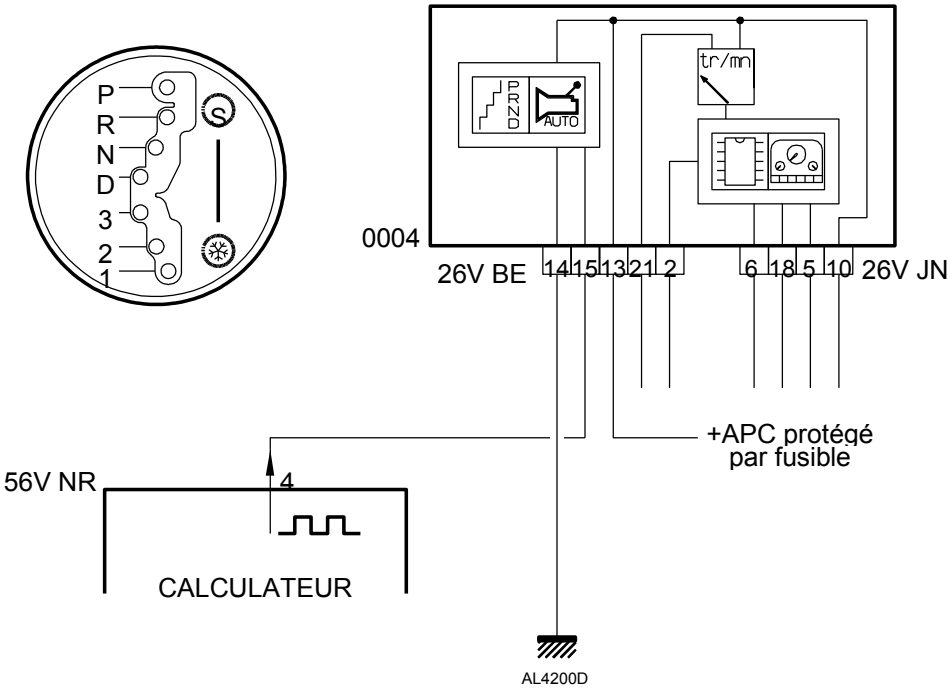 P
R
N
D
3
2
1
S
P
R
N
D
AUTO
tr/mn
0004
26V BE
14 15 13 21 2
6 18 5 10
26V JN
+APC protégé
par fusible
56V NR
4
CALCULATEUR
AL4200D